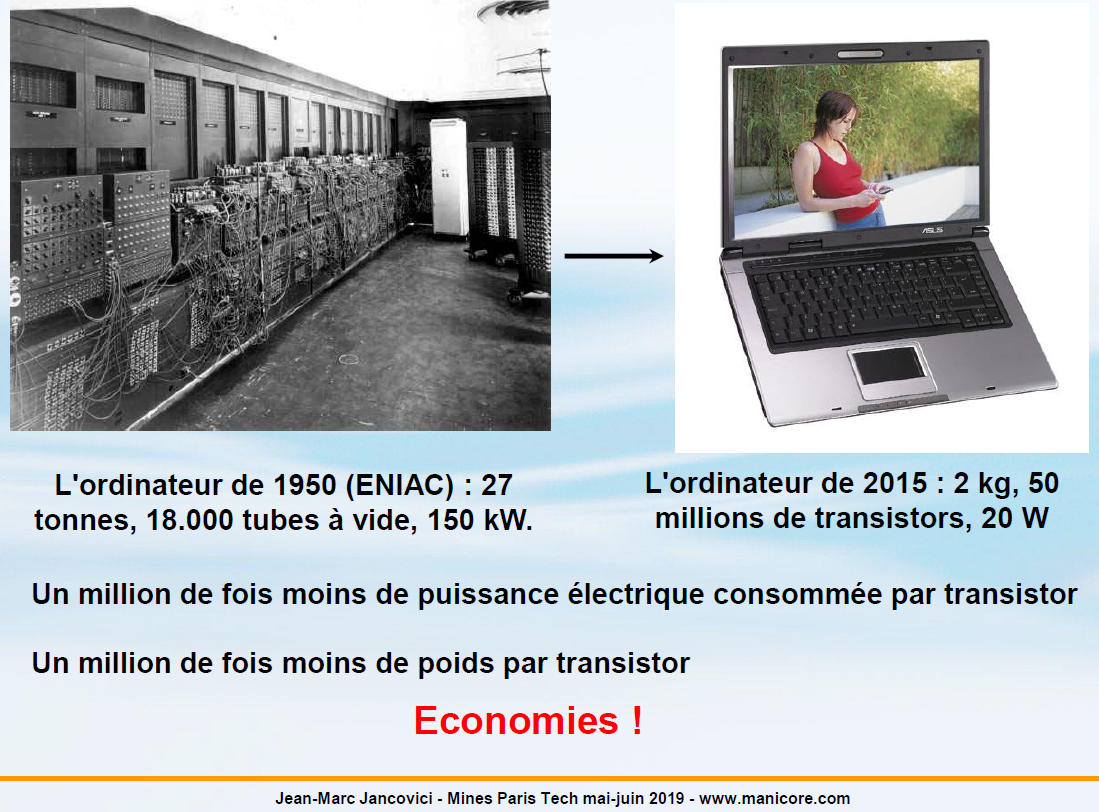 ASUS
L'ordinateur de 1950 (ENIAC) : 27
tonnes, 18.000 tubes à vide, 150 kW.
L'ordinateur de 2015 : 2 kg, 50
millions de transistors, 20 W
Un million de fois moins de puissance électrique consommée par transistor
Un million de fois moins de poids par transistor
Economies !
Jean-Marc Jancovici - Mines Paris Tech mai-juin 2019 - www.manicore.com